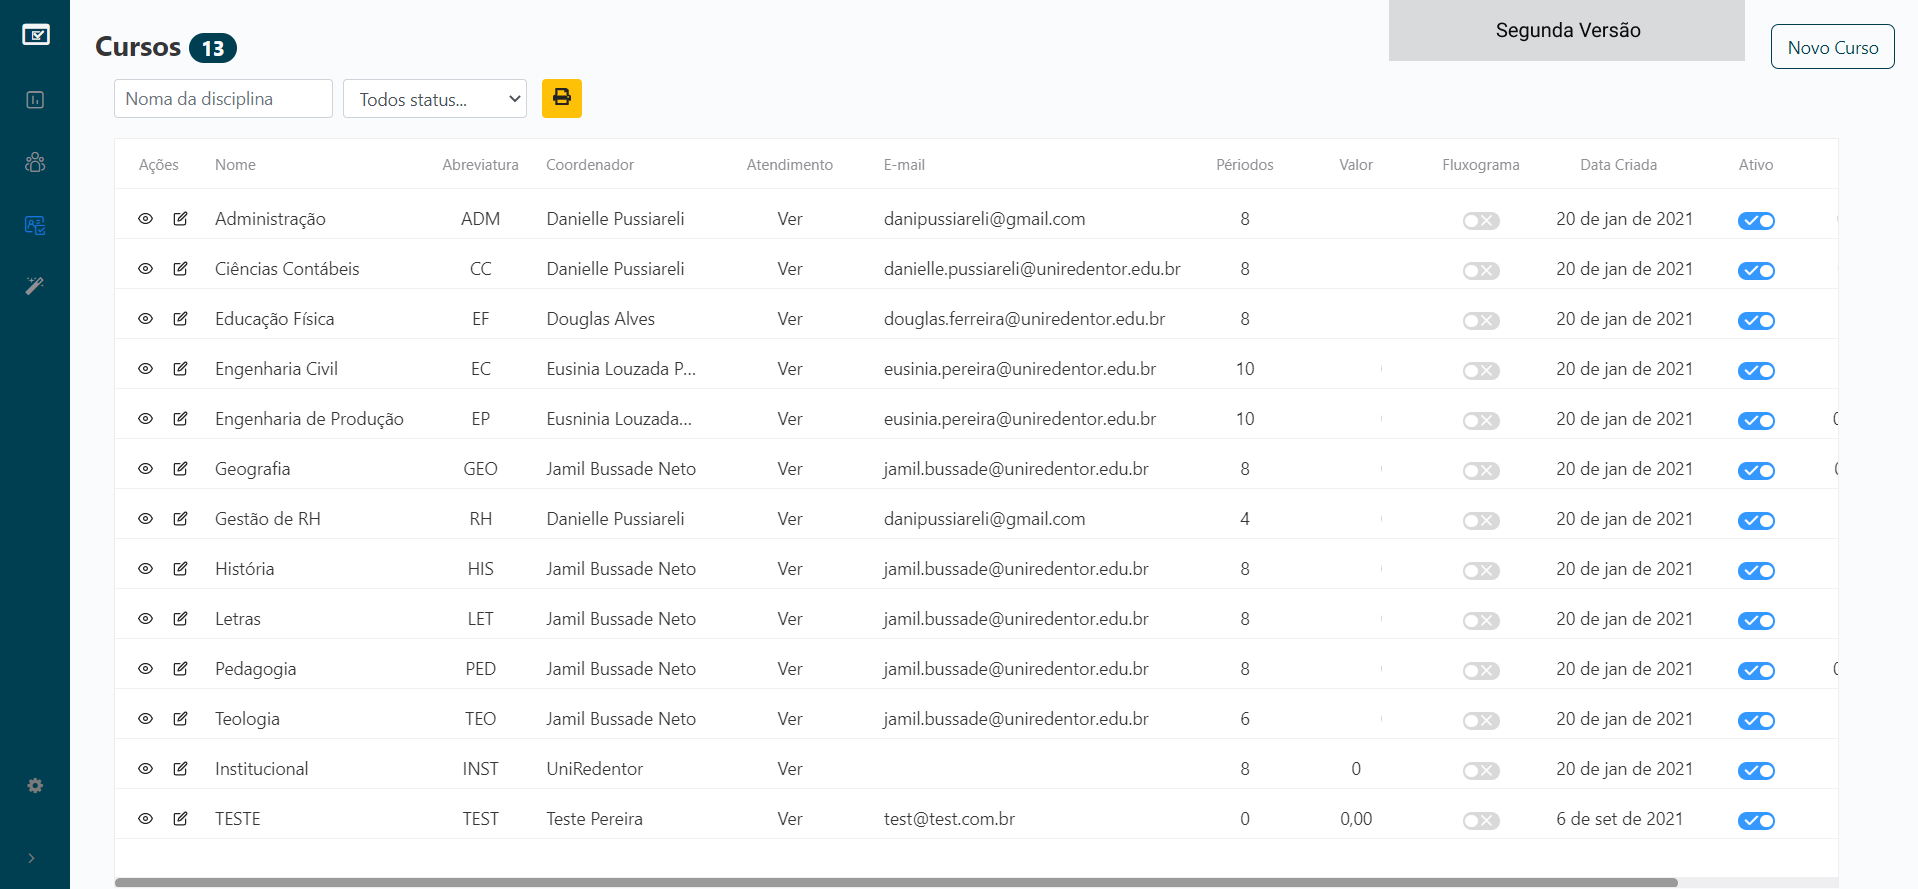 Segunda Versão
Novo Curso
Cursos 13
Noma da disciplina Todos status...
Ações Nome Abreviatura Coordenador Atendimento E-mail Périodos Valor Fluxograma Data Criada Ativo
Administração ADM Danielle Pussiareli Ver danipussiareli@gmail.com 8 20 de jan de 2021
Ciências Contábeis CC Danielle Pussiareli Ver danielle.pussiareli@uniredentor.edu.br 8 20 de jan de 2021
Educação Física EF Douglas Alves Ver douglas.ferreira@uniredentor.edu.br 8 20 de jan de 2021
Engenharia Civil EC Eusinia Louzada P... Ver eusinia.pereira@uniredentor.edu.br 10 20 de jan de 2021
Engenharia de Produção EP Eusninia Louzada... Ver eusinia.pereira@uniredentor.edu.br 10 20 de jan de 2021
Geografia GEO Jamil Bussade Neto Ver jamil.bussade@uniredentor.edu.br 8 20 de jan de 2021
Gestão de RH RH Danielle Pussiareli Ver danipussiareli@gmail.com 4 20 de jan de 2021
História HIS Jamil Bussade Neto Ver jamil.bussade@uniredentor.edu.br 8 20 de jan de 2021
Letras LET Jamil Bussade Neto Ver jamil.bussade@uniredentor.edu.br 8 20 de jan de 2021
Pedagogia PED Jamil Bussade Neto Ver jamil.bussade@uniredentor.edu.br 8 20 de jan de 2021
Teologia TEO Jamil Bussade Neto Ver jamil.bussade@uniredentor.edu.br 6 20 de jan de 2021
Institucional INST UniRedentor Ver 8 0 20 de jan de 2021
TESTE TEST Teste Pereira Ver test@test.com.br 0 0,00 6 de set de 2021